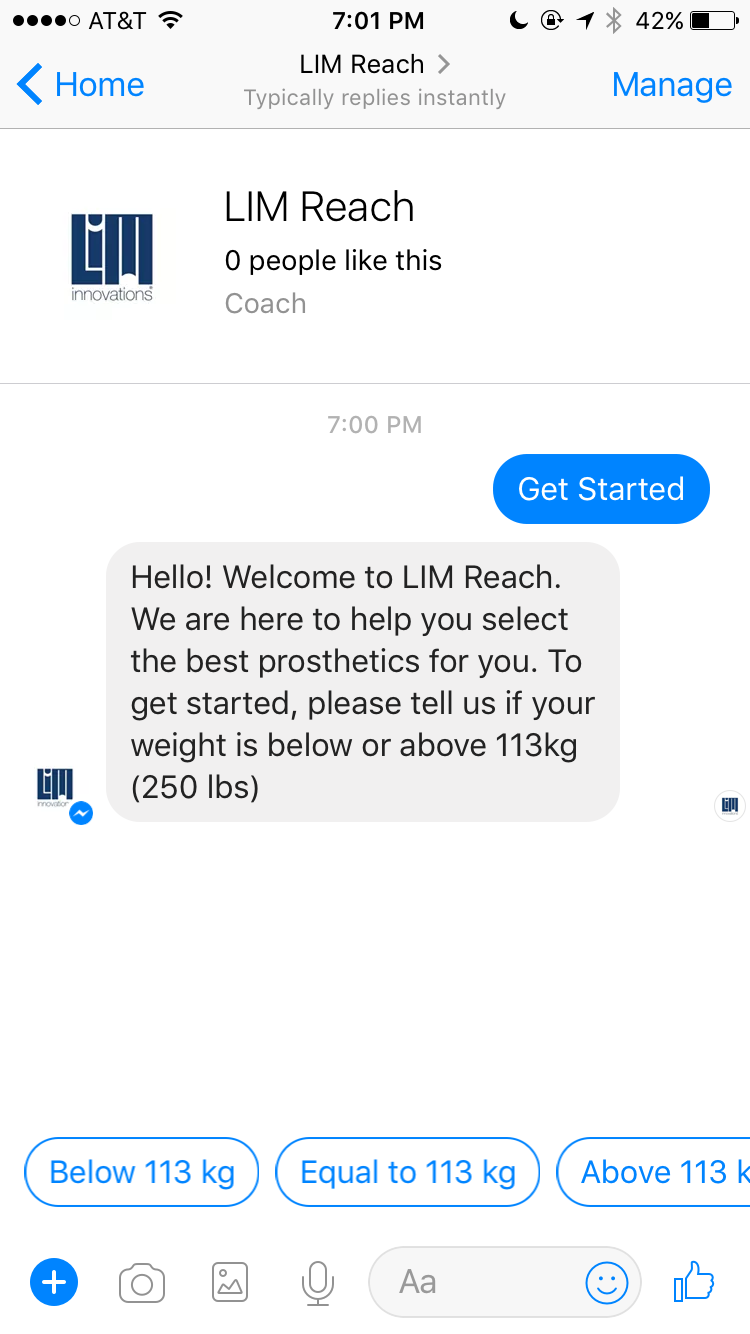 AT&T 7:01 PM 42%
Home LIM Reach Manage
Typically replies instantly
LIM
innovations
LIM Reach
0 people like this
Coach
7:00 PM
Get Started
Hello! Welcome to LIM Reach.
We are here to help you select
the best prosthetics for you. To
get started, please tell us if your
weight is below or above 113kg
(250 lbs)
LIM
innovation
LIM
Below 113 kg Equal to 113 kg Above 113 k
Aa